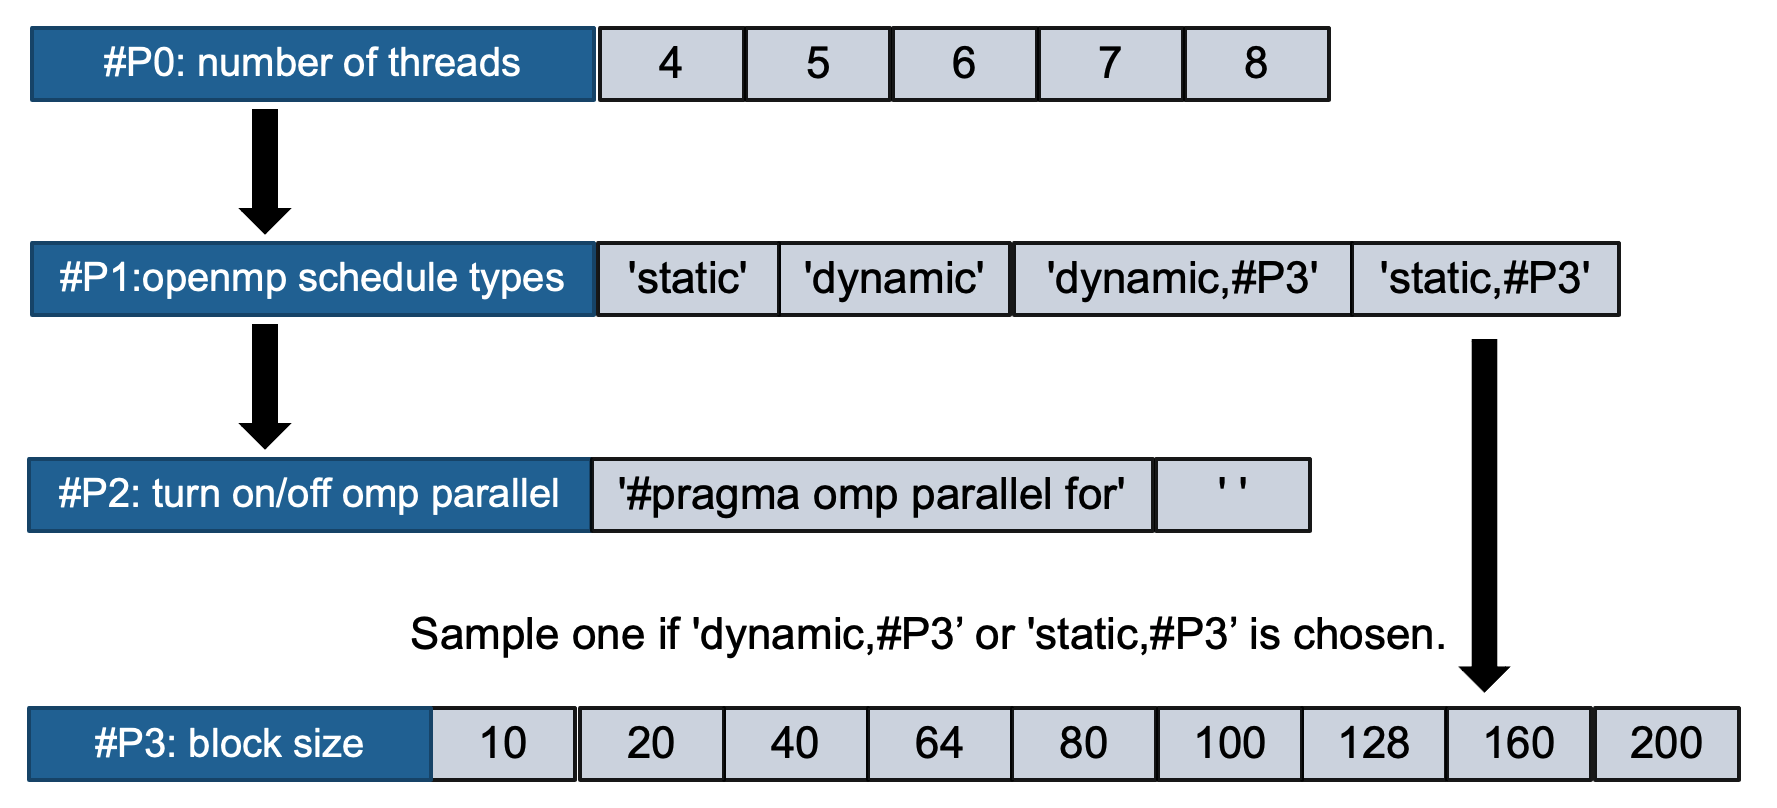 #P0: number of threads 4 5 6 7 8
#P1:openmp schedule types 'static' 'dynamic' 'dynamic,#P3' 'static,#P3'
#P2: turn on/off omp parallel '#pragma omp parallel for' ' '
Sample one if 'dynamic,#P3’ or 'static,#P3’ is chosen.
#P3: block size 10 20 40 64 80 100 128 160 200